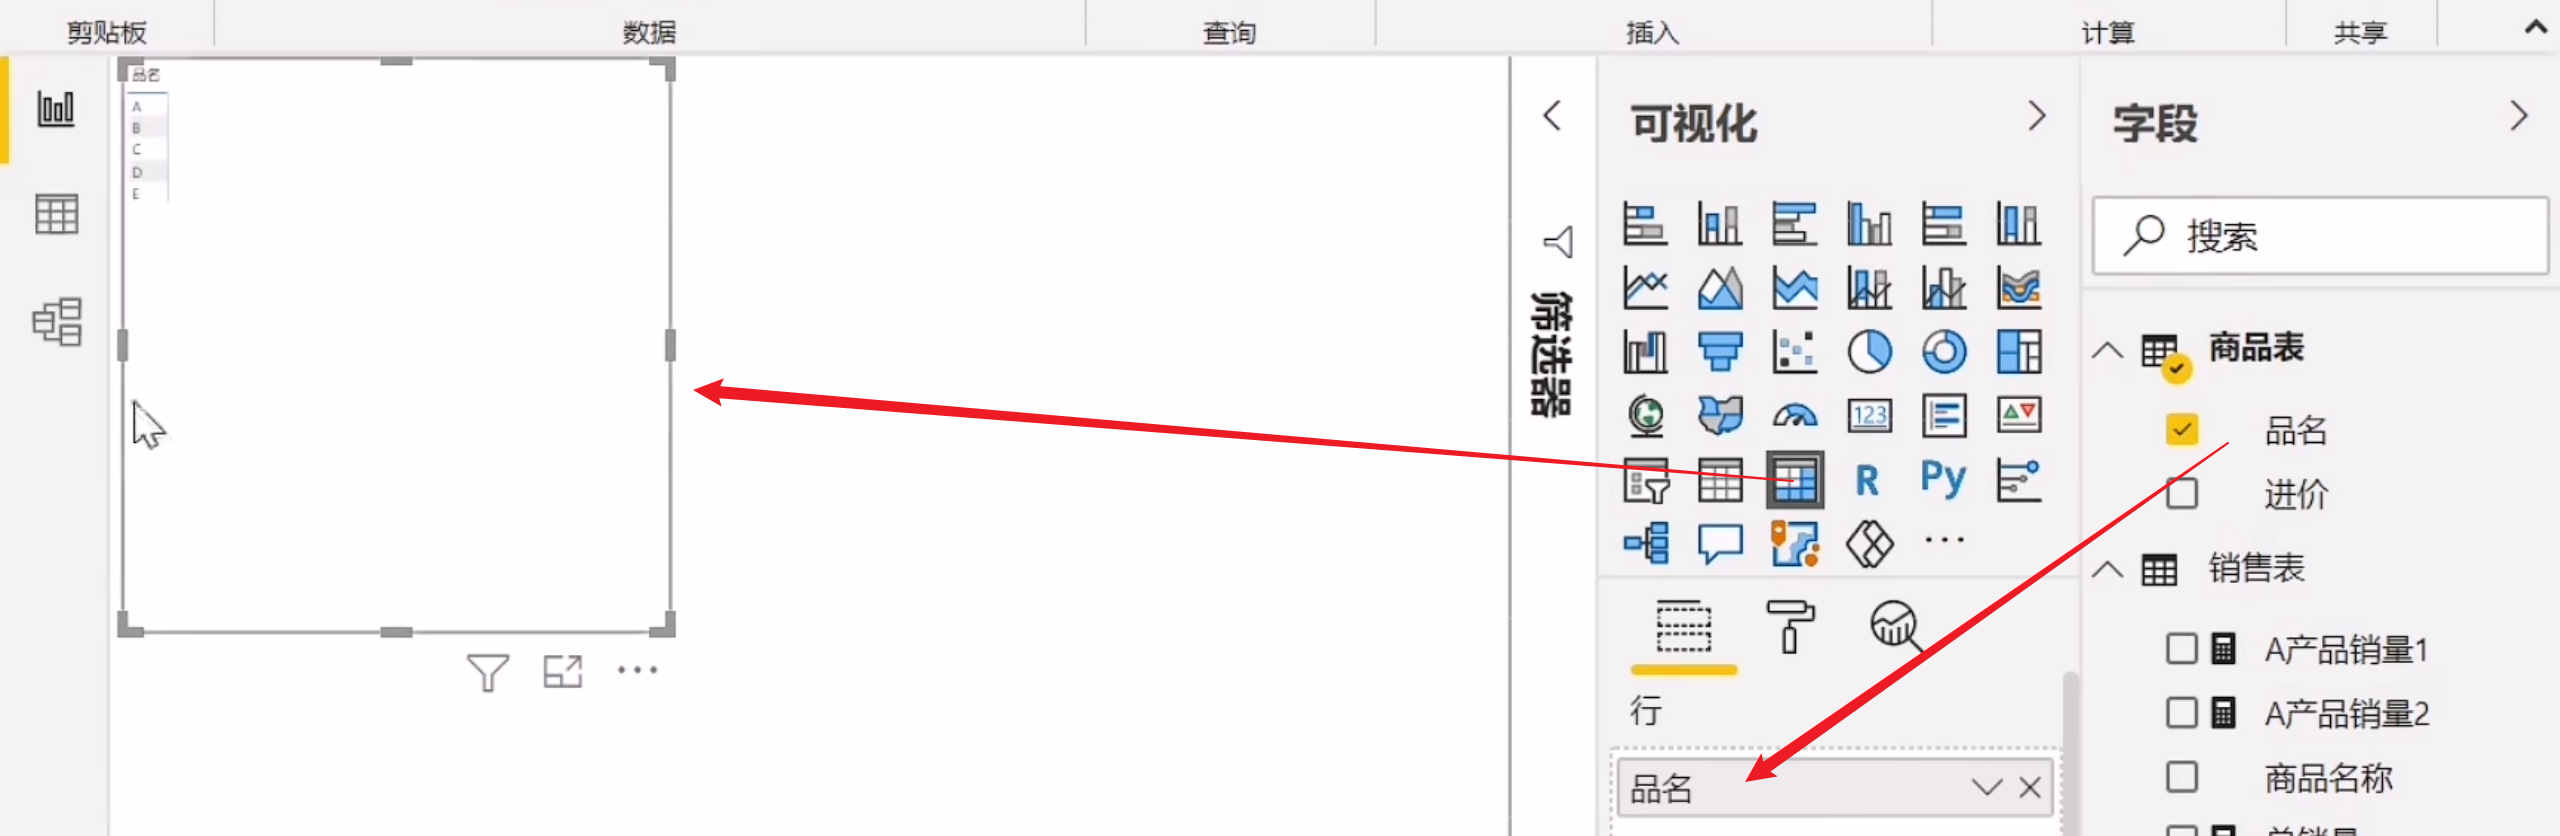 剪贴板
数据
查询
插入
计算
共享
品名
A
B
C
D
E
筛选器
可视化
123
R
Py
行
品名
字段
搜索
商品表
品名
进价
销售表
A产品销量1
A产品销量2
商品名称